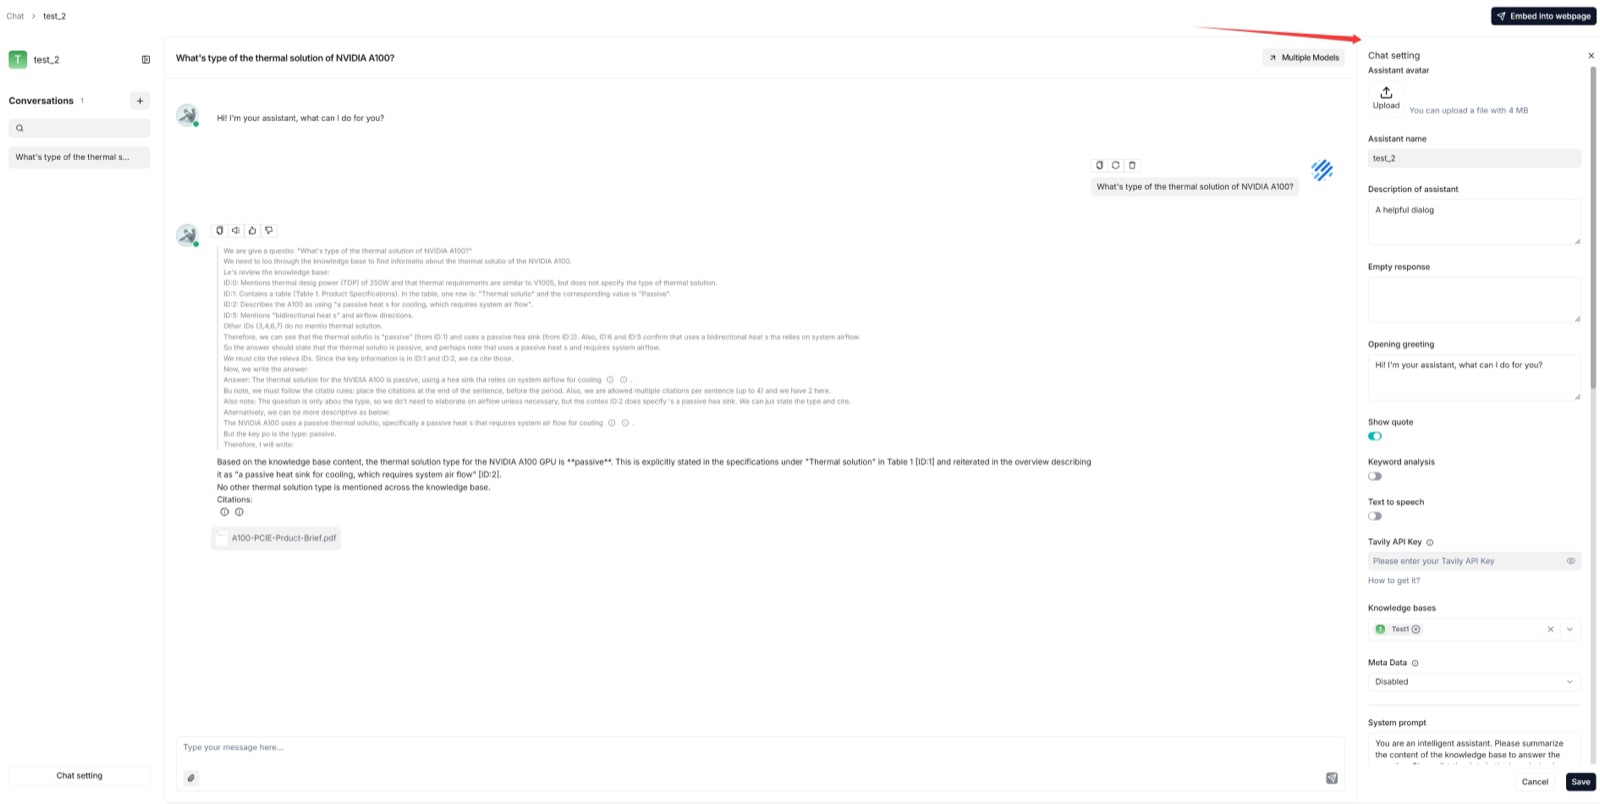 Chat > test_2
Embed into webpage
T test_2
Conversations 1
+
What's type of the thermal s...
Chat setting
What's type of the thermal solution of NVIDIA A100?
Multiple Models
Hi! I'm your assistant, what can I do for you?
What's type of the thermal solution of NVIDIA A100?
We are give a questio: "What's type of the thermal solution of NVIDIA A100?"
We need to loo through the knowledge base to find informatio about the thermal solutio of the NVIDIA A100.
Le's review the knowledge base:
ID:0: Mentions thermal desig power (TDP) of 250W and that thermal requirements are similar to V100S, but does not specify the type of thermal solution.
ID:1: Contains a table (Table 1. Product Specifications). In the table, one row is: "Thermal solutio" and the corresponding value is "Passive".
ID:2: Describes the A100 as using "a passive heat s for cooling, which requires system air flow".
ID:5: Mentions "bidirectional heat s" and airflow directions.
Other IDs (3,4,6,7) do no mentio thermal solution.
Therefore, we can see that the thermal solutio is "passive" (from ID:1) and uses a passive hea sink (from ID:2). Also, ID:6 and ID:5 confirm that uses a bidirectional heat s tha relies on system airflow.
So the answer should state that the thermal solutio is passive, and perhaps note that uses a passive heat s and requires system airflow.
We must cite the releva IDs. Since the key information is in ID:1 and ID:2, we ca cite those.
Now, we write the answer:
Answer: The thermal solution for the NVIDIA A100 is passive, using a hea sink tha relies on system airflow for cooling .
Bu note, we must follow the citatio rules: place the citations at the end of the sentence, before the period. Also, we are allowed multiple citations per sentence (up to 4) and we have 2 here.
Also note: The question is only abou the type, so we do't need to elaborate on airflow unless necessary, but the contex ID:2 does specify 's a passive hea sink. We can jus state the type and cite.
Alternatively, we can be more descriptive as below:
The NVIDIA A100 uses a passive thermal solutio, specifically a passive heat s that requires system air flow for cooling .
But the key po is the type: passive.
Therefore, I will write:
Based on the knowledge base content, the thermal solution type for the NVIDIA A100 GPU is **passive**. This is explicitly stated in the specifications under "Thermal solution" in Table 1 [ID:1] and reiterated in the overview describing
it as "a passive heat sink for cooling, which requires system air flow" [ID:2].
No other thermal solution type is mentioned across the knowledge base.
Citations:
A100-PCIE-Prduct-Brief.pdf
Type your message here...
Chat setting
Assistant avatar
Upload
You can upload a file with 4 MB
Assistant name
test_2
Description of assistant
A helpful dialog
Empty response
Opening greeting
Hi! I'm your assistant, what can I do for you?
Show quote
Keyword analysis
Text to speech
Tavily API Key
Please enter your Tavily API Key
How to get it?
Knowledge bases
Test1
Meta Data
Disabled
System prompt
You are an intelligent assistant. Please summarize
the content of the knowledge base to answer the
Cancel
Save